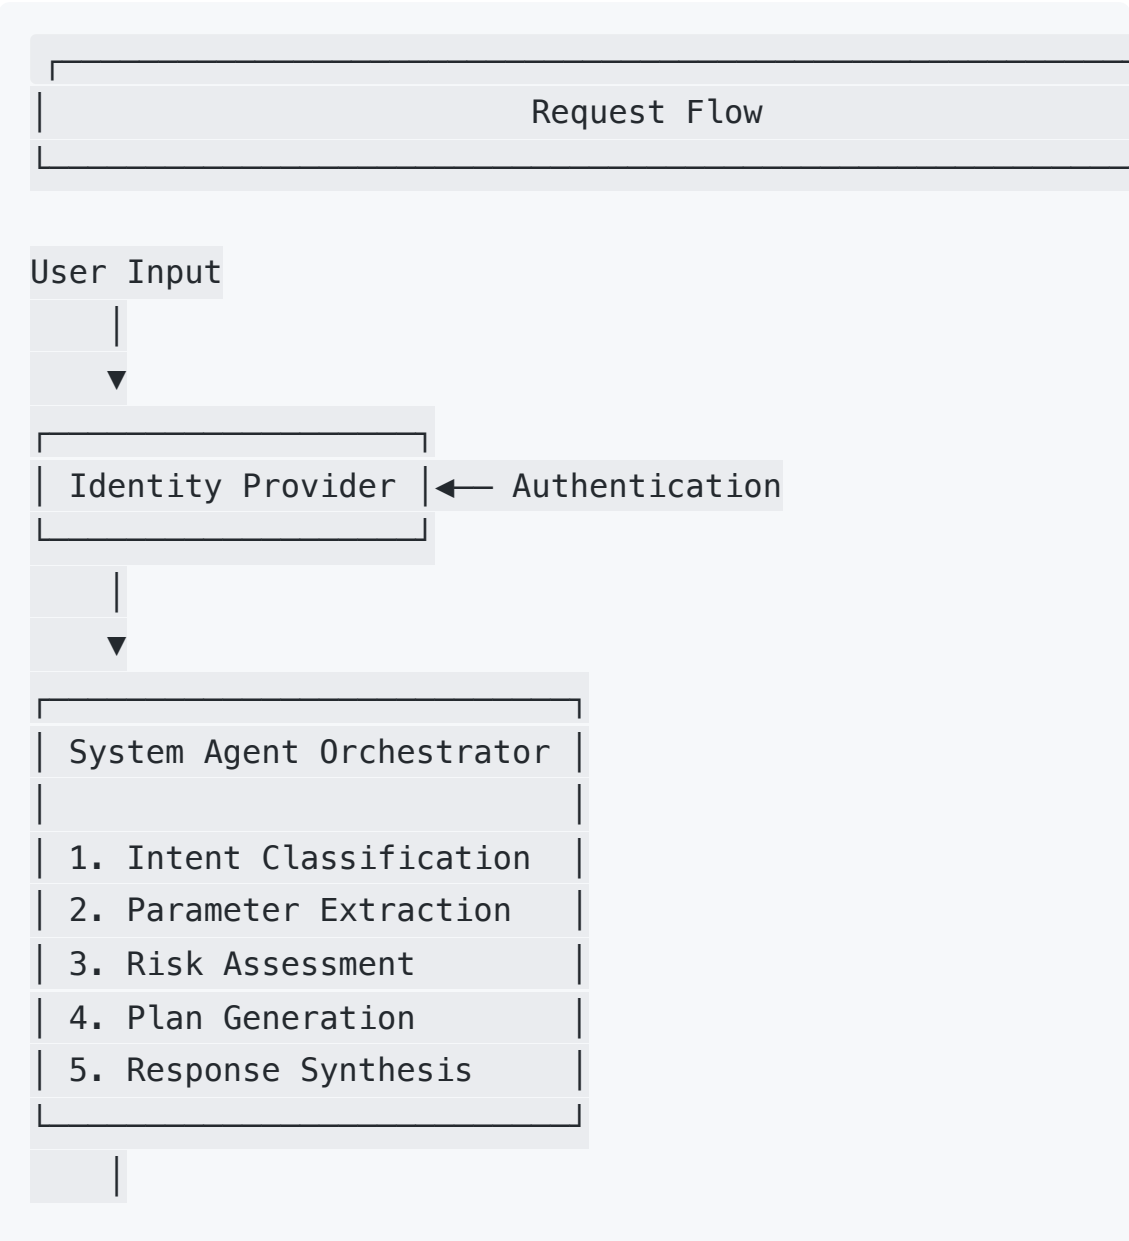 Request Flow
User Input
Identity Provider ◀── Authentication
System Agent Orchestrator
1. Intent Classification
2. Parameter Extraction
3. Risk Assessment
4. Plan Generation
5. Response Synthesis